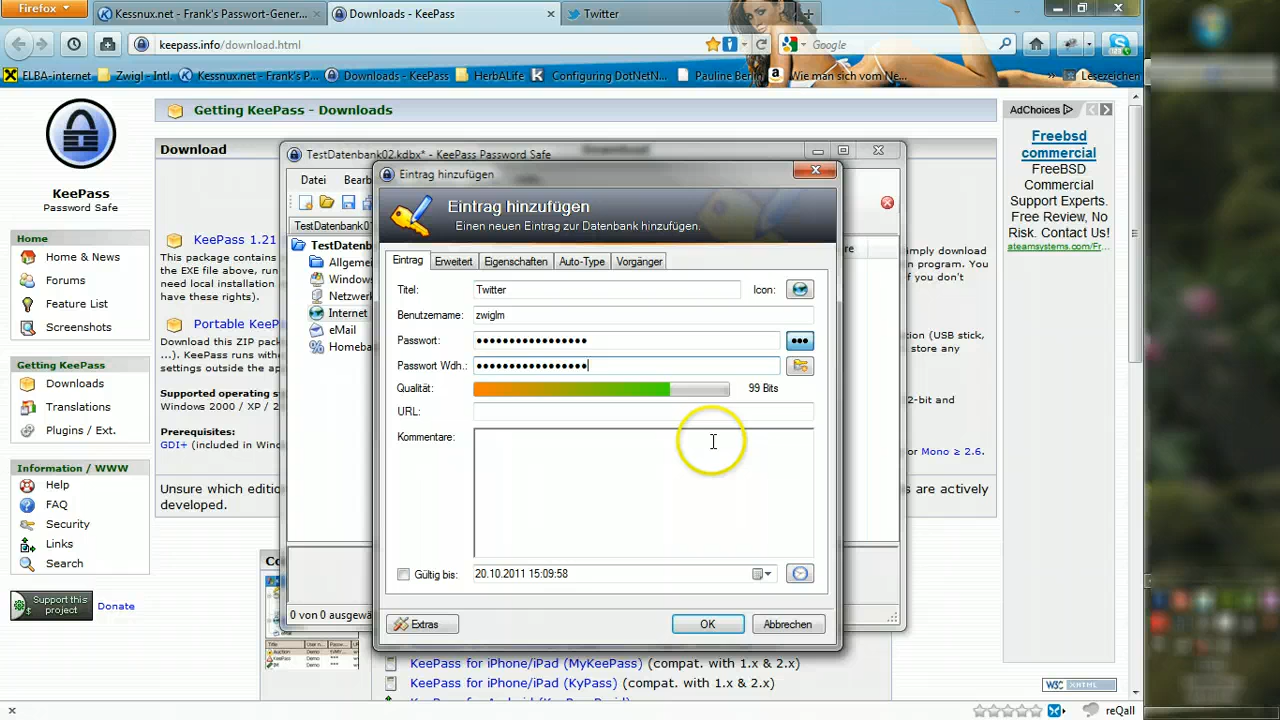 Firefox
Kessnux.net - Frank's Passwort-Gener...
Downloads - KeePass
Twitter
keepass.info/download.html
Google
ELBA-internet
Zwigl - Intl.
Kessnux.net - Frank's P...
Downloads - KeePass
HerbALife
Configuring DotNetN...
Pauline Berlin
Wie man sich vom Ne...
Lesezeichen
KeePass
Password Safe
Home
Home & News
Forums
Feature List
Screenshots
Getting KeePass
Downloads
Translations
Plugins / Ext.
Information / WWW
Help
FAQ
Security
Links
Search
Support this
project
Donate
Getting KeePass - Downloads
Download
KeePass 1.21
This package contains
the EXE file above, run
need local installation
have these rights).
Portable KeeP
Download this ZIP pack
...). KeePass runs witho
settings outside the ap
Supported operating s
Windows 2000 / XP / 2
Prerequisites:
GDI+ (included in Wind
Unsure which edition
developed.
TestDatenbank02.kdbx* - KeePass Password Safe
Datei
Bearb
TestDatenbank0
TestDatenb
Allgemei
Windows
Netzwerk
Internet
eMail
Homeba
0 von 0 ausgewä
Eintrag hinzufügen
Eintrag hinzufügen
Einen neuen Eintrag zur Datenbank hinzufügen.
Eintrag
Erweitert
Eigenschaften
Auto-Type
Vorgänger
Titel:
Twitter
Icon:
Benutzername:
zwiglm
Passwort:
•••••••••••••••••
Passwort Wdh.:
•••••••••••••••••
Qualität:
99 Bits
URL:
Kommentare:
Gültig bis:
20.10.2011 15:09:58
Extras
OK
Abbrechen
imply download
n program. You
if you don't
(USB stick,
store any
2-bit and
or Mono ≥ 2.6.
s are actively
KeePass for iPhone/iPad (MyKeePass) (compat. with 1.x & 2.x)
KeePass for iPhone/iPad (KyPass) (compat. with 1.x & 2.x)
AdChoices
Freebsd
commercial
FreeBSD
Commercial
Support Experts.
Free Review, No
Risk. Contact Us!
ateamsystems.com/Fr...
W3C XHTML
reQall